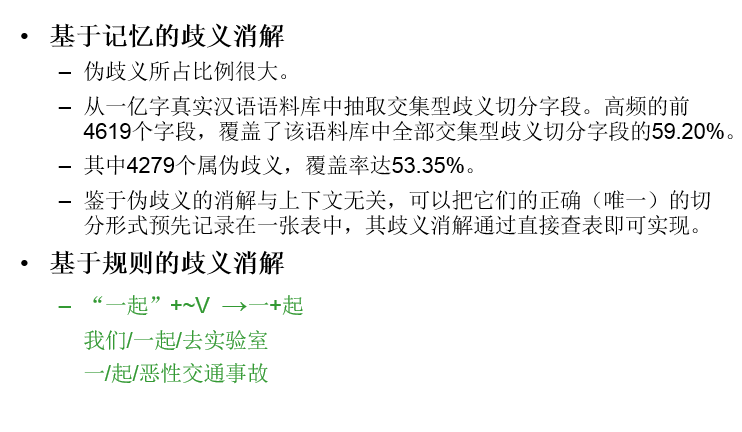 • 基于记忆的歧义消解
– 伪歧义所占比例很大。
– 从一亿字真实汉语语料库中抽取交集型歧义切分字段。高频的前
4619个字段，覆盖了该语料库中全部交集型歧义切分字段的59.20%。
– 其中4279个属伪歧义，覆盖率达53.35%。
– 鉴于伪歧义的消解与上下文无关，可以把它们的正确（唯一）的切
分形式预先记录在一张表中，其歧义消解通过直接查表即可实现。
• 基于规则的歧义消解
– “一起”+~V →一+起
我们/一起/去实验室
一/起/恶性交通事故